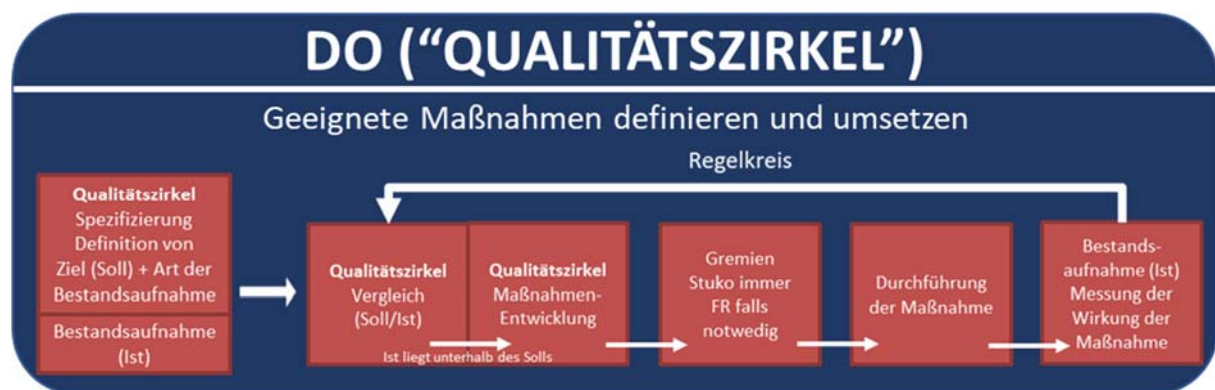 DO (“QUALITÄTSZIRKEL”)
Geeignete Maßnahmen definieren und umsetzen
Regelkreis
Qualitätszirkel
Spezifizierung
Definition von
Ziel (Soll) + Art der
Bestandsaufnahme
Bestandsaufnahme
(Ist)
Qualitätszirkel
Vergleich
(Soll/Ist)
Ist liegt unterhalb des Solls
Qualitätszirkel
Maßnahmen-
Entwicklung
Gremien
Stuko immer
FR falls
notwedig
Durchführung
der Maßnahme
Bestands-
aufnahme (Ist)
Messung der
Wirkung der
Maßnahme